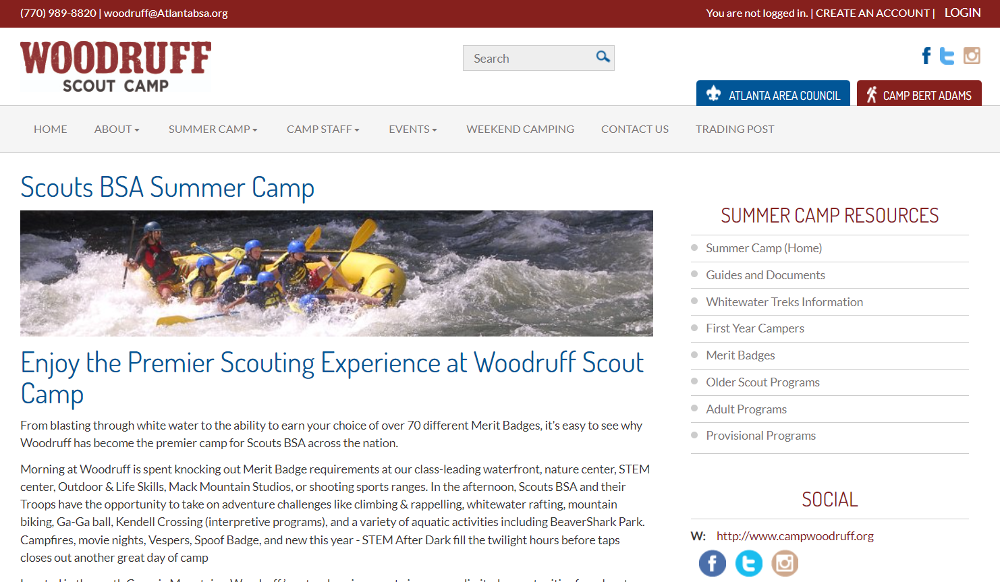 (770) 989-8820 | woodruff@Atlantabsa.org
You are not logged in. | CREATE AN ACCOUNT | LOGIN
WOODRUFF
SCOUT CAMP
Search
ATLANTA AREA COUNCIL
CAMP BERT ADAMS
HOME ABOUT SUMMER CAMP CAMP STAFF EVENTS WEEKEND CAMPING CONTACT US TRADING POST
Scouts BSA Summer Camp
Enjoy the Premier Scouting Experience at Woodruff Scout
Camp
From blasting through white water to the ability to earn your choice of over 70 different Merit Badges, it’s easy to see why
Woodruff has become the premier camp for Scouts BSA across the nation.
Morning at Woodruff is spent knocking out Merit Badge requirements at our class-leading waterfront, nature center, STEM
center, Outdoor & Life Skills, Mack Mountain Studios, or shooting sports ranges. In the afternoon, Scouts BSA and their
Troops have the opportunity to take on adventure challenges like climbing & rappelling, whitewater rafting, mountain
biking, Ga-Ga ball, Kendell Crossing (interpretive programs), and a variety of aquatic activities including BeaverShark Park.
Campfires, movie nights, Vespers, Spoof Badge, and new this year - STEM After Dark fill the twilight hours before taps
closes out another great day of camp
SUMMER CAMP RESOURCES
Summer Camp (Home)
Guides and Documents
Whitewater Treks Information
First Year Campers
Merit Badges
Older Scout Programs
Adult Programs
Provisional Programs
SOCIAL
W: http://www.campwoodruff.org